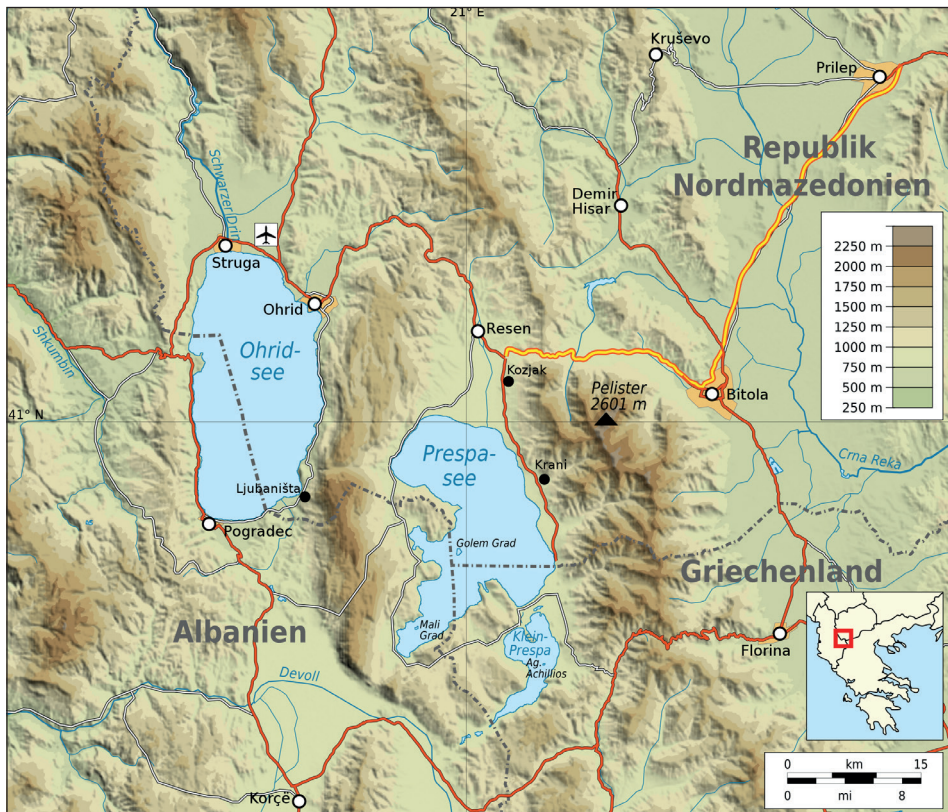 21° E
Kruševo
Prilep
Republik
Nordmazedonien
Schwarzer Drin
Demir
Hisar
2250 m
2000 m
1750 m
1500 m
1250 m
1000 m
500 m
250 m
Struga
Ohrid
Resen
Shkumbin
Ohrid-
see
Kozjak
Pelister
2601 m
Bitola
41° N
Prespa-
see
Krani
Crna Reka
Ljubaništa
Pogradec
Golem Grad
Griechenland
Albanien
Mali
Grad
Klein-
Prespa
Ag.
Achillios
Florina
Devoll
Korçë
0 km 15
0 mi 8